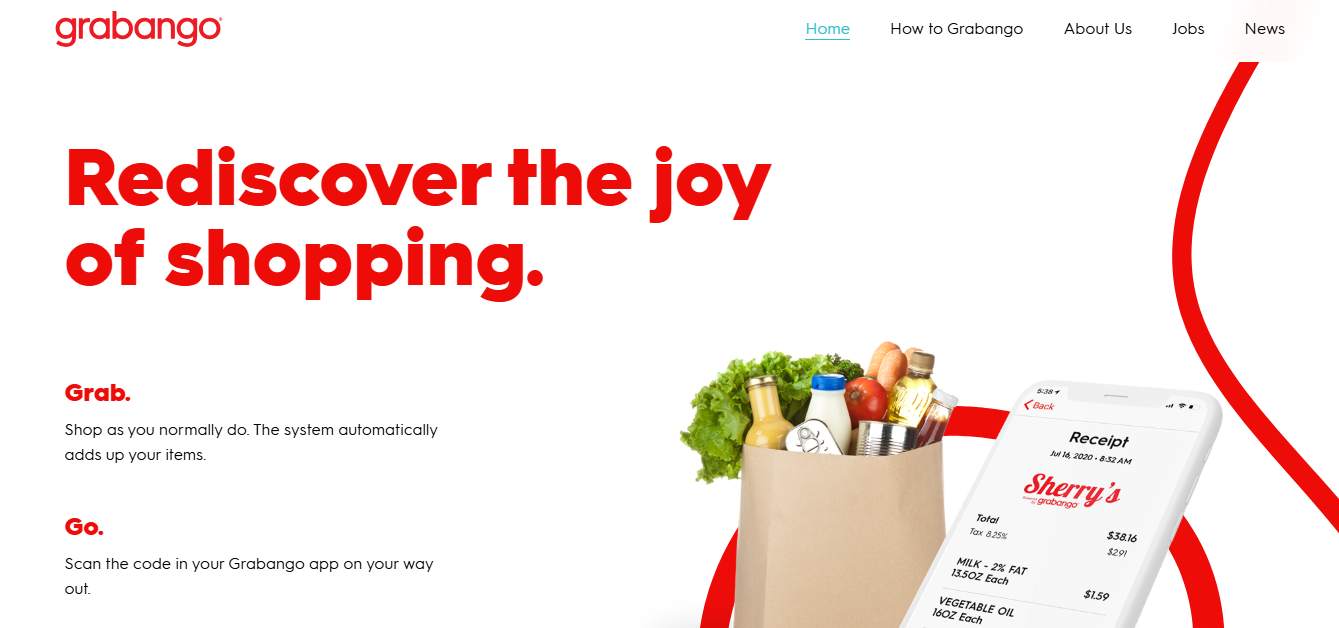 grabango
Home
How to Grabango
About Us
Jobs
News
Rediscover the joy
of shopping.
Grab.
Shop as you normally do. The system automatically
adds up your items.
Go.
Scan the code in your Grabango app on your way
out.
5:38
Back
Receipt
Jul 16, 2020 • 8:32 AM
Sherry's
grabango
Total
$38.16
Tax 8.25%
$2.91
MILK - 2% FAT
13.5OZ Each
$1.59
VEGETABLE OIL
16OZ Each